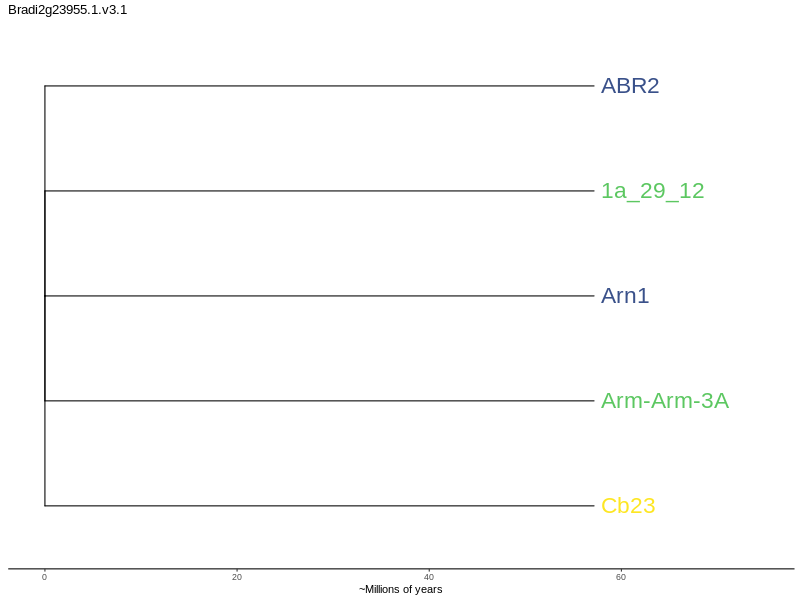 Bradi2g23955.1.v3.1
ABR2
1a_29_12
Arn1
Arm-Arm-3A
Cb23
0 20 40 60
~Millions of years